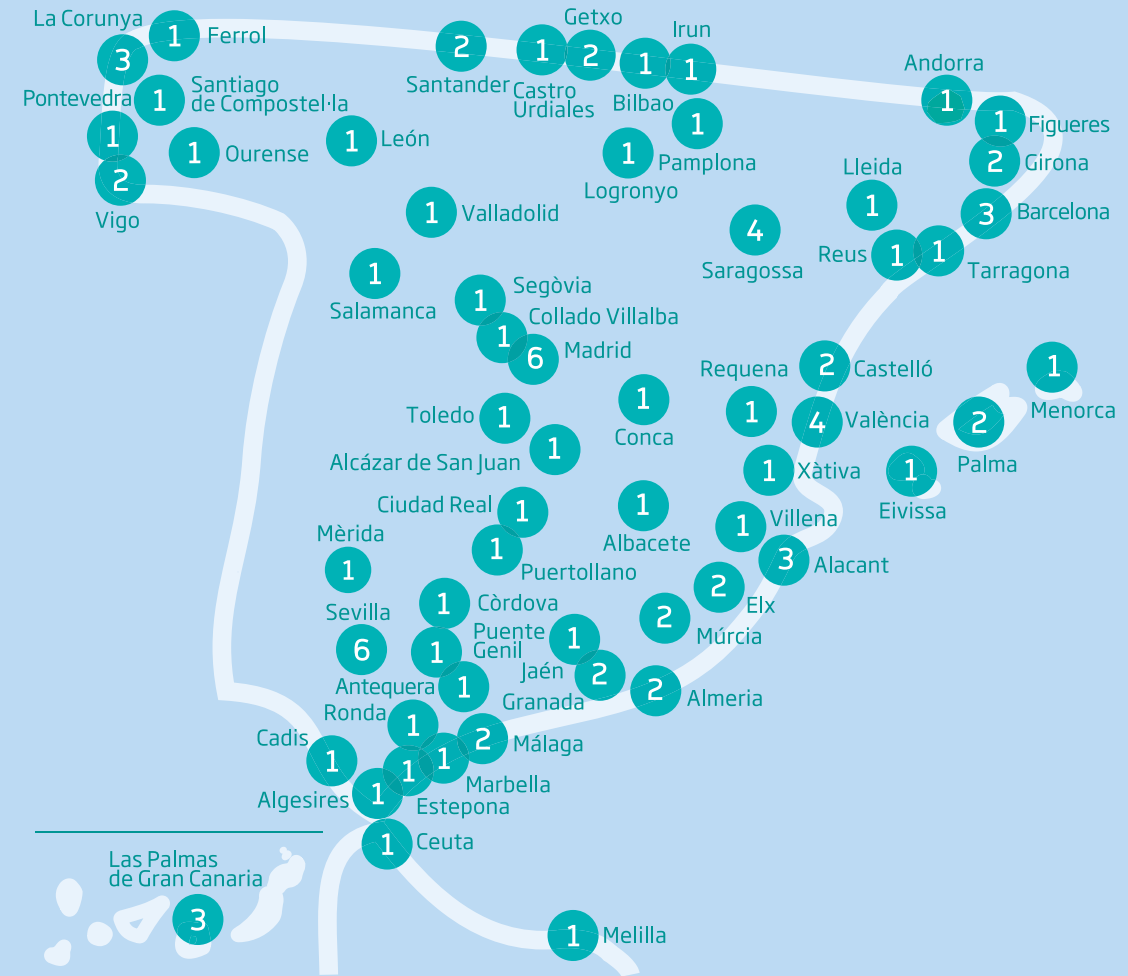 La Corunya
3
1
Ferrol
Pontevedra
1
Santiago
de Compostel·la
1
1
Ourense
2
Vigo
1
León
2
Santander
1
Castro
Urdiales
Getxo
2
1
Bilbao
Irun
1
1
Pamplona
1
Logronyo
Andorra
1
1
Figueres
2
Girona
3
Barcelona
Lleida
1
Reus
1
1
Tarragona
4
Saragossa
1
Valladolid
1
Salamanca
Segòvia
1
Collado Villalba
1
6
Madrid
Toledo
1
Alcázar de San Juan
1
1
Conca
Requena
1
2
Castelló
4
València
1
Menorca
2
Palma
1
Eivissa
1
Xàtiva
1
Villena
3
Alacant
2
Elx
2
Múrcia
1
Albacete
Ciudad Real
1
1
Puertollano
Mèrida
1
Sevilla
6
1
Còrdova
Puente
Genil
1
1
Jaén
Antequera
1
Granada
2
2
Almeria
Ronda
1
2
Málaga
1
Marbella
1
Estepona
Cadis
1
Algesires
1
1
Ceuta
1
Melilla
Las Palmas
de Gran Canaria
3